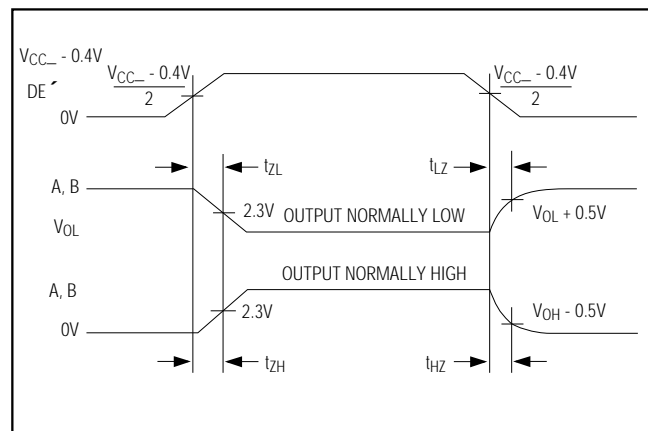 V_CC_ - 0.4V
V_CC_ - 0.4V
2
V_CC_ - 0.4V
2
DE´
0V
t_ZL
t_LZ
A, B
2.3V
OUTPUT NORMALLY LOW
V_OL + 0.5V
V_OL
OUTPUT NORMALLY HIGH
A, B
2.3V
V_OH - 0.5V
0V
t_ZH
t_HZ